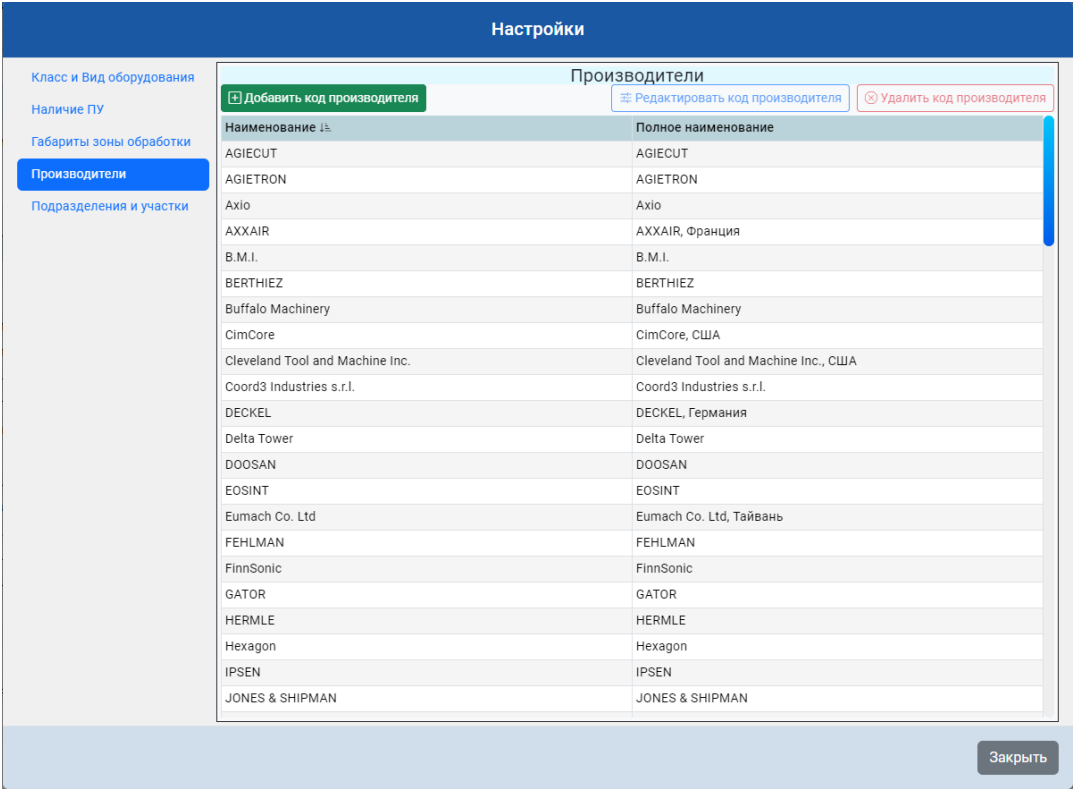 Настройки
Класс и Вид оборудования
Наличие ПУ
Габариты зоны обработки
Производители
Подразделения и участки
Производители
Добавить код производителя
Редактировать код производителя
Удалить код производителя
Наименование Полное наименование
AGIECUT AGIECUT
AGIETRON AGIETRON
Axio Axio
AXXAIR AXXAIR, Франция
B.M.I. B.M.I.
BERTHIEZ BERTHIEZ
Buffalo Machinery Buffalo Machinery
CimCore CimCore, США
Cleveland Tool and Machine Inc. Cleveland Tool and Machine Inc., США
Coord3 Industries s.r.l. Coord3 Industries s.r.l.
DECKEL DECKEL, Германия
Delta Tower Delta Tower
DOOSAN DOOSAN
EOSINT EOSINT
Eumach Co. Ltd Eumach Co. Ltd, Тайвань
FEHLMAN FEHLMAN
FinnSonic FinnSonic
GATOR GATOR
HERMLE HERMLE
Hexagon Hexagon
IPSEN IPSEN
JONES & SHIPMAN JONES & SHIPMAN
Закрыть